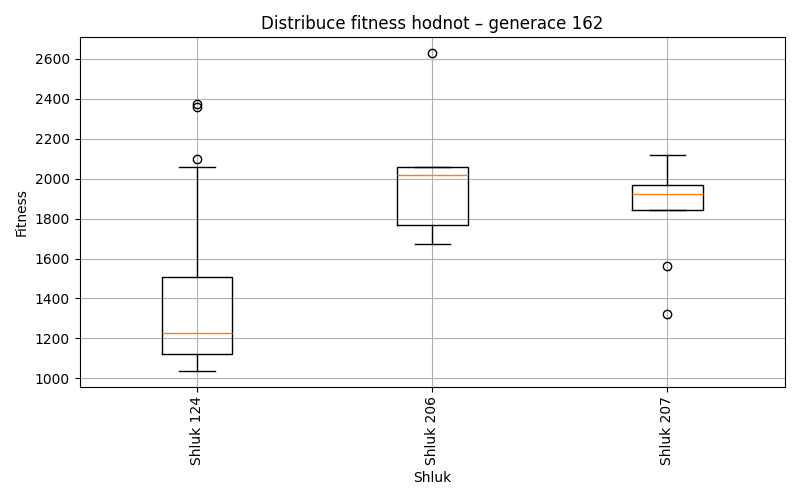 Distribuce fitness hodnot – generace 162
Fitness
2600
2400
2200
2000
1800
1600
1400
1200
1000
Shluk 124
Shluk 206
Shluk 207
Shluk